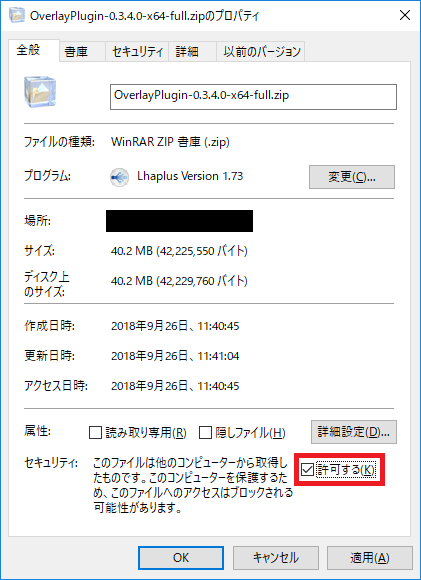 OverlayPlugin-0.3.4.0-x64-full.zipのプロパティ
全般 書庫 セキュリティ 詳細 以前のバージョン
OverlayPlugin-0.3.4.0-x64-full.zip
ファイルの種類: WinRAR ZIP 書庫 (.zip)
プログラム: Lhaplus Version 1.73 変更(C)...
場所:
サイズ: 40.2 MB (42,225,550 バイト)
ディスク上
のサイズ: 40.2 MB (42,229,760 バイト)
作成日時: 2018年9月26日、11:40:45
更新日時: 2018年9月26日、11:41:04
アクセス日時: 2018年9月26日、11:40:45
属性: 読み取り専用(R) 隠しファイル(H) 詳細設定(D)...
セキュリティ: このファイルは他のコンピューターから取得し 許可する(K)
たものです。このコンピューターを保護するた
め、このファイルへのアクセスはブロックされる
可能性があります。
OK キャンセル 適用(A)